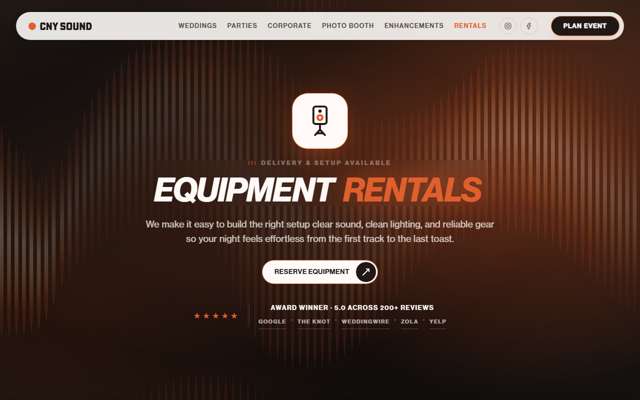 CNY SOUND
WEDDINGS PARTIES CORPORATE PHOTO BOOTH ENHANCEMENTS RENTALS PLAN EVENT
DELIVERY & SETUP AVAILABLE
EQUIPMENT RENTALS
We make it easy to build the right setup clear sound, clean lighting, and reliable gear
so your night feels effortless from the first track to the last toast.
RESERVE EQUIPMENT
★★★★★
AWARD WINNER · 5.0 ACROSS 200+ REVIEWS
GOOGLE · THE KNOT · WEDDINGWIRE · ZOLA · YELP